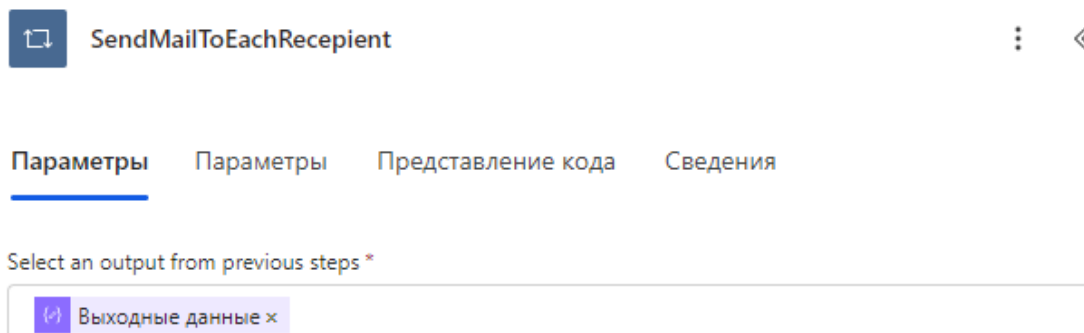 SendMailToEachRecepient
Параметры Параметры Представление кода Сведения
Select an output from previous steps *
Выходные данные ×